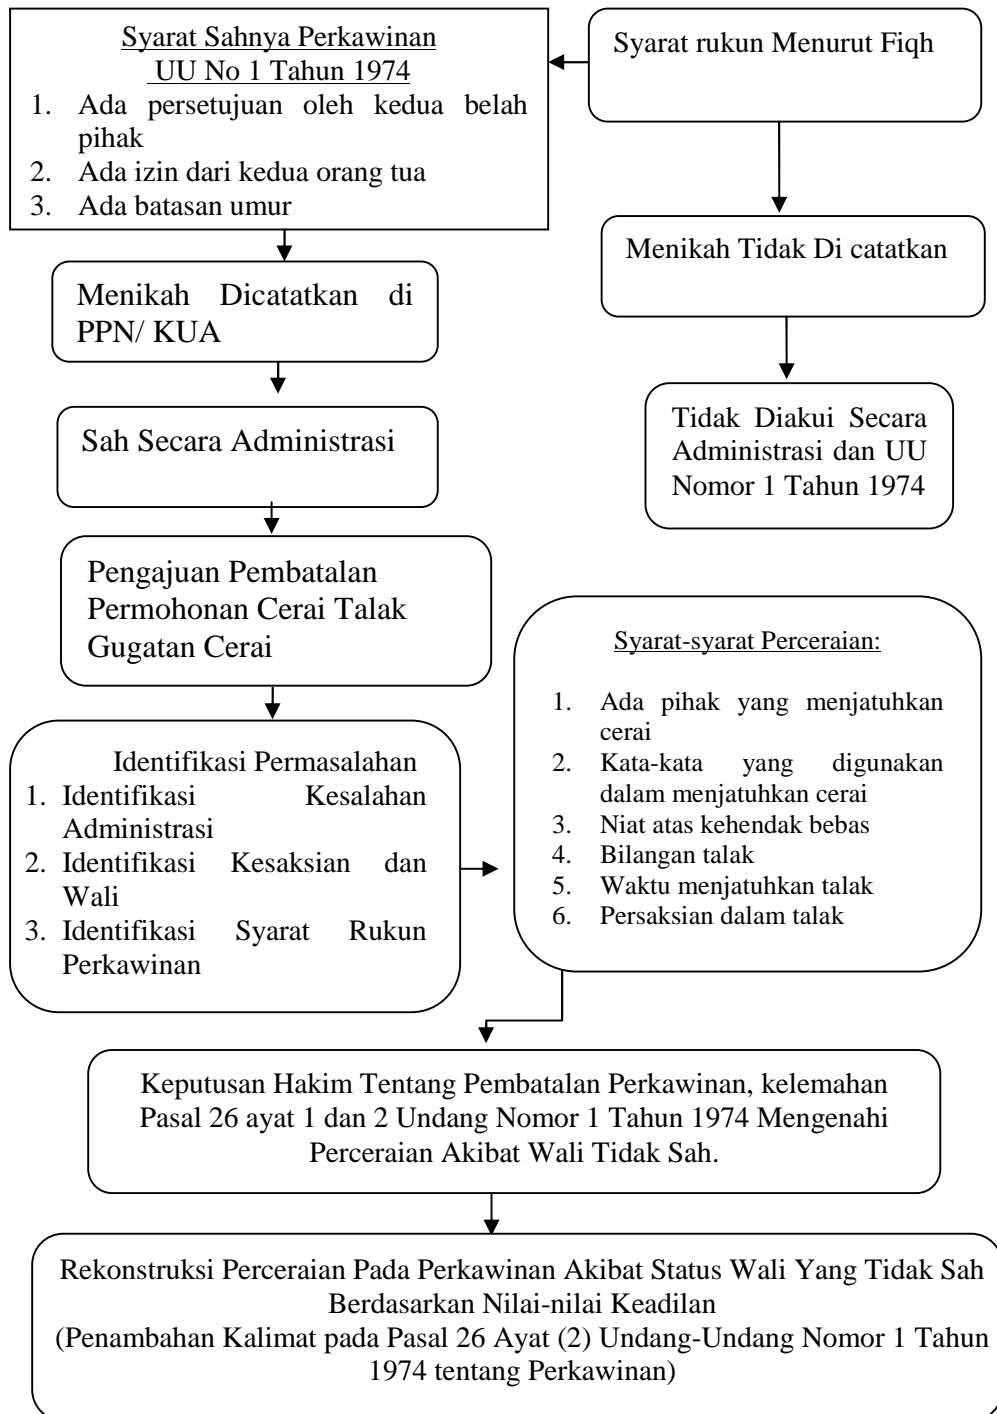 Syarat Sahnya Perkawinan
UU No 1 Tahun 1974
1. Ada persetujuan oleh kedua belah
pihak
2. Ada izin dari kedua orang tua
3. Ada batasan umur
Syarat rukun Menurut Fiqh
Menikah Tidak Di catatkan
Menikah Dicatatkan di
PPN/ KUA
Tidak Diakui Secara
Administrasi dan UU
Nomor 1 Tahun 1974
Sah Secara Administrasi
Pengajuan Pembatalan
Permohonan Cerai Talak
Gugatan Cerai
Identifikasi Permasalahan
1. Identifikasi Kesalahan
Administrasi
2. Identifikasi Kesaksian dan
Wali
3. Identifikasi Syarat Rukun
Perkawinan
Syarat-syarat Perceraian:
1. Ada pihak yang menjatuhkan
cerai
2. Kata-kata yang digunakan
dalam menjatuhkan cerai
3. Niat atas kehendak bebas
4. Bilangan talak
5. Waktu menjatuhkan talak
6. Persaksian dalam talak
Keputusan Hakim Tentang Pembatalan Perkawinan, kelemahan
Pasal 26 ayat 1 dan 2 Undang Nomor 1 Tahun 1974 Mengenahi
Perceraian Akibat Wali Tidak Sah.
Rekonstruksi Perceraian Pada Perkawinan Akibat Status Wali Yang Tidak Sah
Berdasarkan Nilai-nilai Keadilan
(Penambahan Kalimat pada Pasal 26 Ayat (2) Undang-Undang Nomor 1 Tahun
1974 tentang Perkawinan)